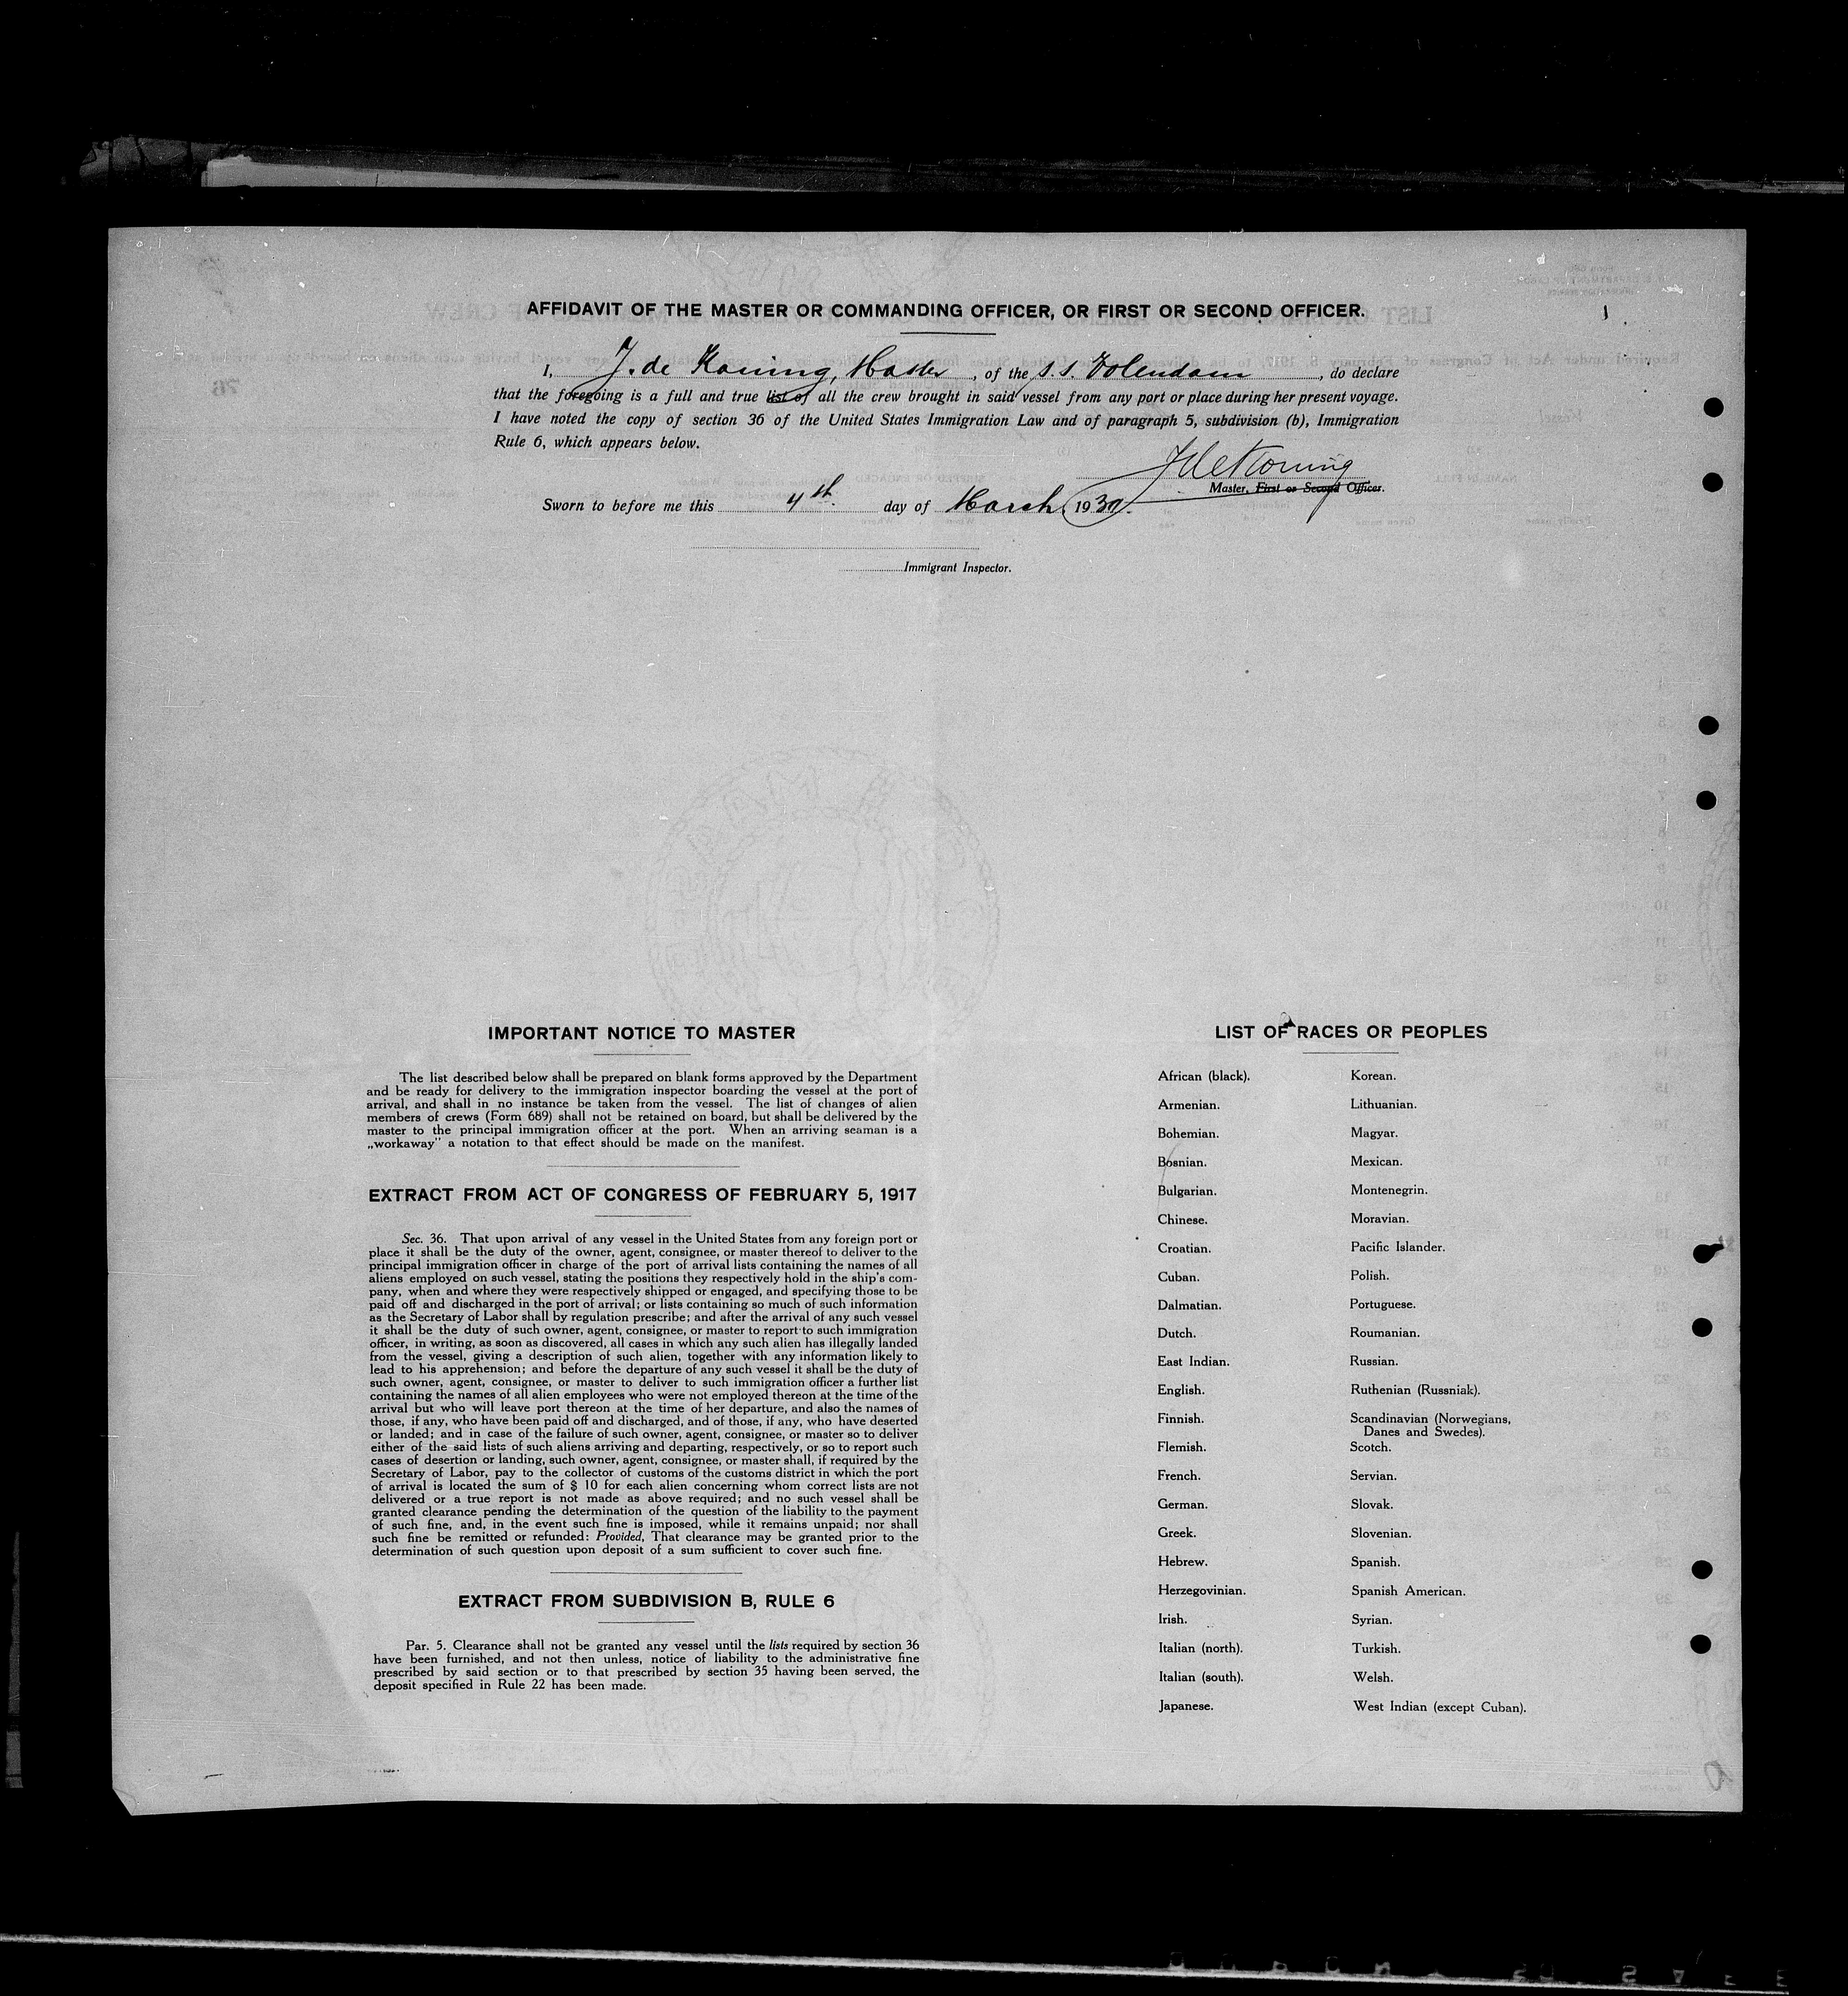 AFFIDAVIT OF THE MASTER OR COMMANDING OFFICER, OR FIRST OR SECOND OFFICER.
I, J. de Koning, Master, of the s.s. Volendam, do declare
that the foregoing is a full and true list of all the crew brought in said vessel from any port or place during her present voyage.
I have noted the copy of section 36 of the United States Immigration Law and of paragraph 5, subdivision (b), Immigration
Rule 6, which appears below.
J de Koning
Master, First or Second Officer.
Sworn to before me this 4th day of March, 1930.
Immigrant Inspector.
IMPORTANT NOTICE TO MASTER
The list described below shall be prepared on blank forms approved by the Department
and be ready for delivery to the immigration inspector boarding the vessel at the port of
arrival, and shall in no instance be taken from the vessel. The list of changes of alien
members of crews (Form 689) shall not be retained on board, but shall be delivered by the
master to the principal immigration officer at the port. When an arriving seaman is a
„workaway" a notation to that effect should be made on the manifest.
EXTRACT FROM ACT OF CONGRESS OF FEBRUARY 5, 1917
Sec. 36. That upon arrival of any vessel in the United States from any foreign port or
place it shall be the duty of the owner, agent, consignee, or master thereof to deliver to the
principal immigration officer in charge of the port of arrival lists containing the names of all
aliens employed on such vessel, stating the positions they respectively hold in the ship's com-
pany, when and where they were respectively shipped or engaged, and specifying those to be
paid off and discharged in the port of arrival; or lists containing so much of such information
as the Secretary of Labor shall by regulation prescribe; and after the arrival of any such vessel
it shall be the duty of such owner, agent, consignee, or master to report to such immigration
officer, in writing, as soon as discovered, all cases in which any such alien has illegally landed
from the vessel, giving a description of such alien, together with any information likely to
lead to his apprehension; and before the departure of any such vessel it shall be the duty of
such owner, agent, consignee, or master to deliver to such immigration officer a further list
containing the names of all alien employees who were not employed thereon at the time of the
arrival but who will leave port thereon at the time of her departure, and also the names of
those, if any, who have been paid off and discharged, and of those, if any, who have deserted
or landed; and in case of the failure of such owner, agent, consignee, or master so to deliver
either of the said lists of such aliens arriving and departing, respectively, or so to report such
cases of desertion or landing, such owner, agent, consignee, or master shall, if required by the
Secretary of Labor, pay to the collector of customs of the customs district in which the port
of arrival is located the sum of $ 10 for each alien concerning whom correct lists are not
delivered or a true report is not made as above required; and no such vessel shall be
granted clearance pending the determination of the question of the liability to the payment
of such fine, and, in the event such fine is imposed, while it remains unpaid; nor shall
such fine be remitted or refunded: Provided, That clearance may be granted prior to the
determination of such question upon deposit of a sum sufficient to cover such fine.
EXTRACT FROM SUBDIVISION B, RULE 6
Par. 5. Clearance shall not be granted any vessel until the lists required by section 36
have been furnished, and not then unless, notice of liability to the administrative fine
prescribed by said section or to that prescribed by section 35 having been served, the
deposit specified in Rule 22 has been made.
LIST OF RACES OR PEOPLES
African (black).
Armenian.
Bohemian.
Bosnian.
Bulgarian.
Chinese.
Croatian.
Cuban.
Dalmatian.
Dutch.
East Indian.
English.
Finnish.
Flemish.
French.
German.
Greek.
Hebrew.
Herzegovinian.
Irish.
Italian (north).
Italian (south).
Japanese.
Korean.
Lithuanian.
Magyar.
Mexican.
Montenegrin.
Moravian.
Pacific Islander.
Polish.
Portuguese.
Roumanian.
Russian.
Ruthenian (Russniak).
Scandinavian (Norwegians,
Danes and Swedes).
Scotch.
Servian.
Slovak.
Slovenian.
Spanish.
Spanish American.
Syrian.
Turkish.
Welsh.
West Indian (except Cuban).